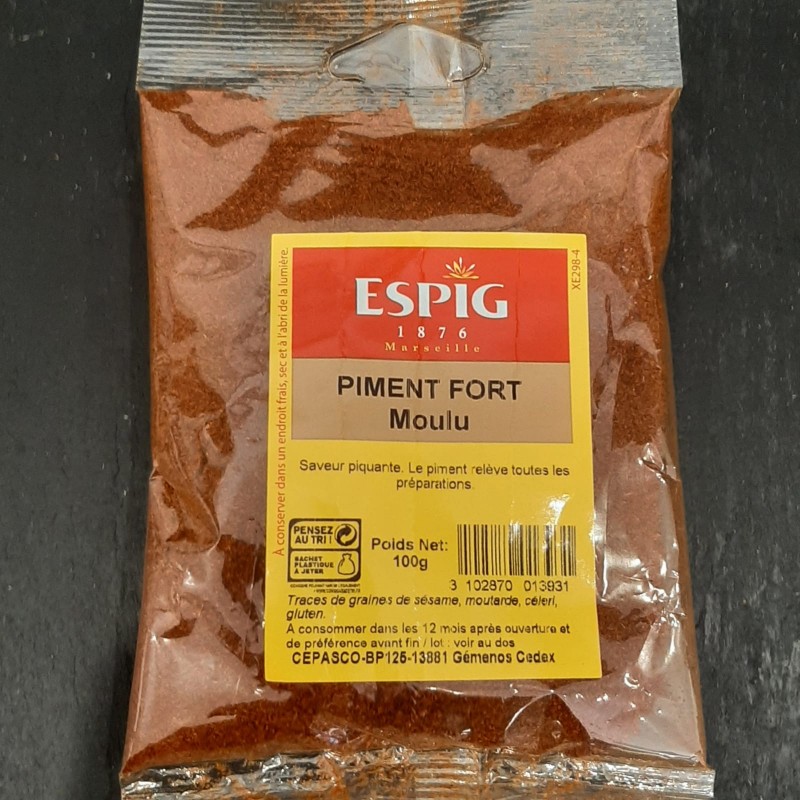 ESPIG
1876
Marseille
XE298-4
A conserver dans un endroit frais, sec et à l'abri de la lumière.
PIMENT FORT
Moulu
Saveur piquante. Le piment relève toutes les
préparations.
PENSEZ
AU TRI !
SACHET
PLASTIQUE
À JETER
Poids Net:
100g
3 102870 013931
Traces de graines de sésame, moutarde, céleri,
gluten.
A consommer dans les 12 mois après ouverture et
de préférence avant fin / lot : voir au dos
CEPASCO-BP125-13881 Gémenos Cedex